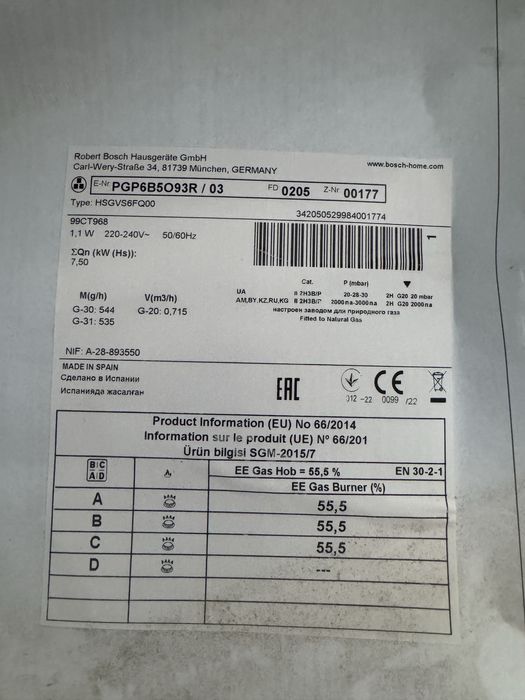 Robert Bosch Hausgeräte GmbH
Carl-Wery-Straße 34, 81739 München, GERMANY
www.bosch-home.com
E-Nr PGP6B5O93R / 03 FD 0205 Z-Nr 00177
Type: HSGVS6FQ00
342050529984001774
99CT968
1,1 W 220-240V~ 50/60Hz
1
ΣQn (kW (Hs)):
7,50
Cat. P (mbar)
UA II 2H3B/P 20-28-30 2H G20 20 mbar
AM,BY,KZ,RU,KG II 2H3B/P 2000па-3000па 2H G20 2000па
настроен заводом для природного газа
Fitted to Natural Gas
M(g/h) V(m3/h)
G-30: 544 G-20: 0,715
G-31: 535
NIF: A-28-893550
MADE IN SPAIN
Сделано в Испании
Испанияда жасалган
EAC
012 -22
CE
0099 /22
Product Information (EU) No 66/2014
Information sur le produit (UE) N° 66/201
Ürün bilgisi SGM-2015/7
B C
A D
EE Gas Hob = 55,5 % EN 30-2-1
EE Gas Burner (%)
A 55,5
B 55,5
C 55,5
D ---